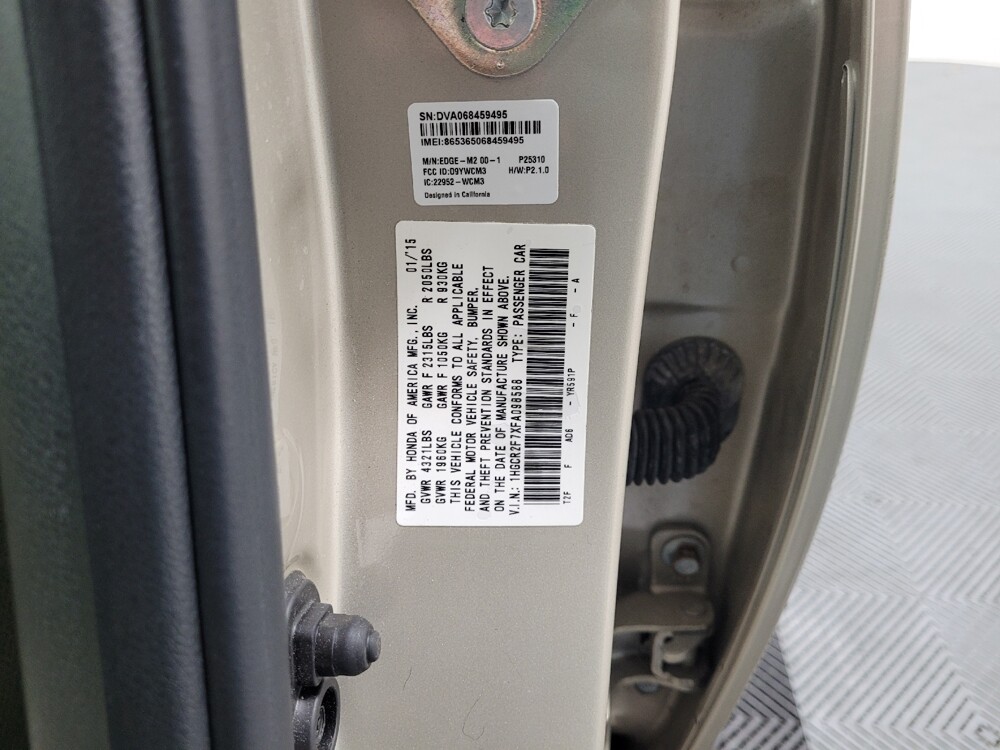 SN:DVA068459495
IMEI:865365068459495
M/N:EDGE-M2 00-1 P25310
FCC ID:D9YWCM3 H/W:P2.1.0
IC:22952-WCM3
Designed in California
MFD. BY HONDA OF AMERICA MFG., INC. 01/'15
GVWR 4321LBS GAWR F 2315LBS R 2050LBS
GVWR 1960KG GAWR F 1050KG R 930KG
THIS VEHICLE CONFORMS TO ALL APPLICABLE
FEDERAL MOTOR VEHICLE SAFETY, BUMPER,
AND THEFT PREVENTION STANDARDS IN EFFECT
ON THE DATE OF MANUFACTURE SHOWN ABOVE.
V.I.N.: 1HGCR2F7XFA098568 TYPE: PASSENGER CAR
T2F F AD6 - YR591P - F - A